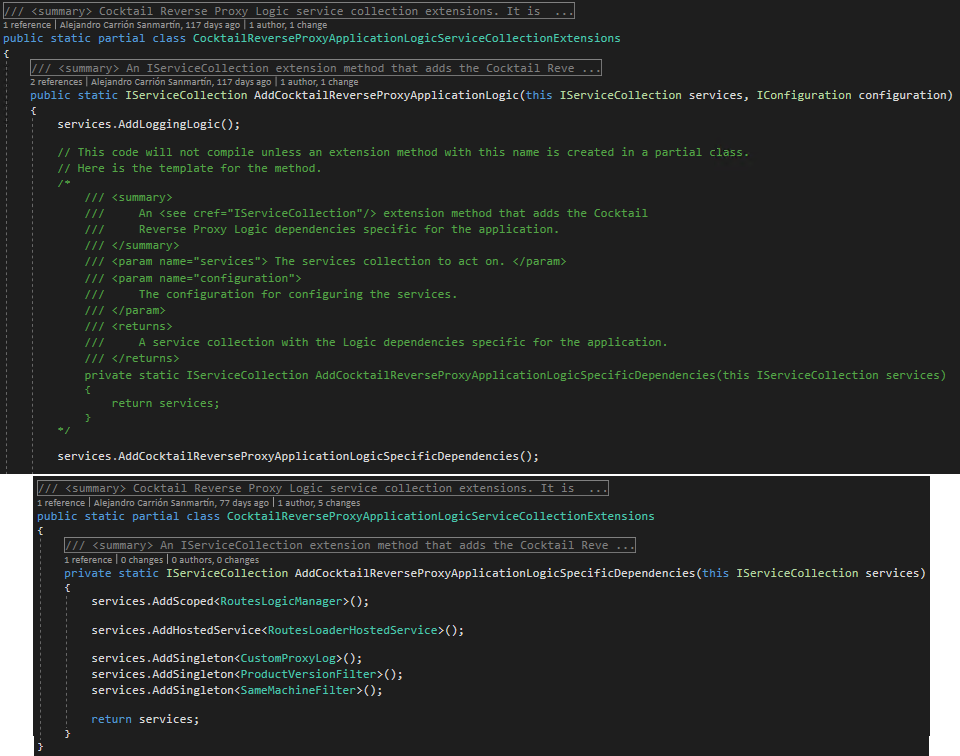 /// <summary> Cocktail Reverse Proxy Logic service collection extensions. It is ...
1 reference | Alejandro Carrión Sanmartín, 117 days ago | 1 author, 1 change
public static partial class CocktailReverseProxyApplicationLogicServiceCollectionExtensions
{
/// <summary> An IServiceCollection extension method that adds the Cocktail Reve ...
2 references | Alejandro Carrión Sanmartín, 117 days ago | 1 author, 1 change
public static IServiceCollection AddCocktailReverseProxyApplicationLogic(this IServiceCollection services, IConfiguration configuration)
{
services.AddLoggingLogic();
// This code will not compile unless an extension method with this name is created in a partial class.
// Here is the template for the method.
/*
/// <summary>
///     An <see cref="IServiceCollection"/> extension method that adds the Cocktail
///     Reverse Proxy Logic dependencies specific for the application.
/// </summary>
/// <param name="services"> The services collection to act on. </param>
/// <param name="configuration">
///     The configuration for configuring the services.
/// </param>
/// <returns>
///     A service collection with the Logic dependencies specific for the application.
/// </returns>
private static IServiceCollection AddCocktailReverseProxyApplicationLogicSpecificDependencies(this IServiceCollection services)
{
return services;
}
*/
services.AddCocktailReverseProxyApplicationLogicSpecificDependencies();
/// <summary> Cocktail Reverse Proxy Logic service collection extensions. It is ...
1 reference | Alejandro Carrión Sanmartín, 77 days ago | 1 author, 5 changes
public static partial class CocktailReverseProxyApplicationLogicServiceCollectionExtensions
{
/// <summary> An IServiceCollection extension method that adds the Cocktail Reve ...
1 reference | 0 changes | 0 authors, 0 changes
private static IServiceCollection AddCocktailReverseProxyApplicationLogicSpecificDependencies(this IServiceCollection services)
{
services.AddScoped<RoutesLogicManager>();
services.AddHostedService<RoutesLoaderHostedService>();
services.AddSingleton<CustomProxyLog>();
services.AddSingleton<ProductVersionFilter>();
services.AddSingleton<SameMachineFilter>();
return services;
}
}